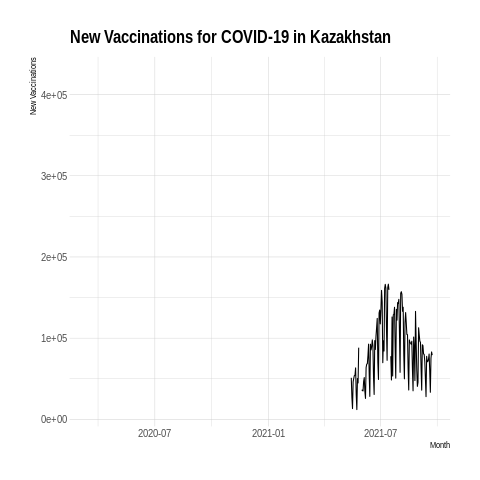 New Vaccinations for COVID-19 in Kazakhstan
New Vaccinations
4e+05
3e+05
2e+05
1e+05
0e+00
2020-07
2021-01
2021-07
Month